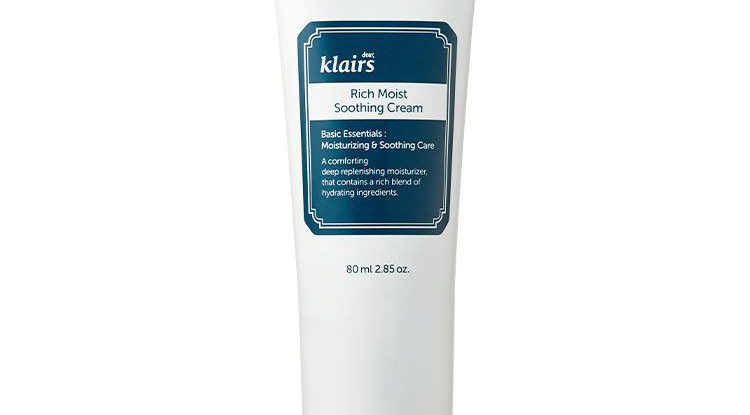 dear,
klairs
Rich Moist
Soothing Cream
Basic Essentials :
Moisturizing & Soothing Care
A comforting
deep replenishing moisturizer,
that contains a rich blend of
hydrating ingredients.
80 ml 2.85 oz.